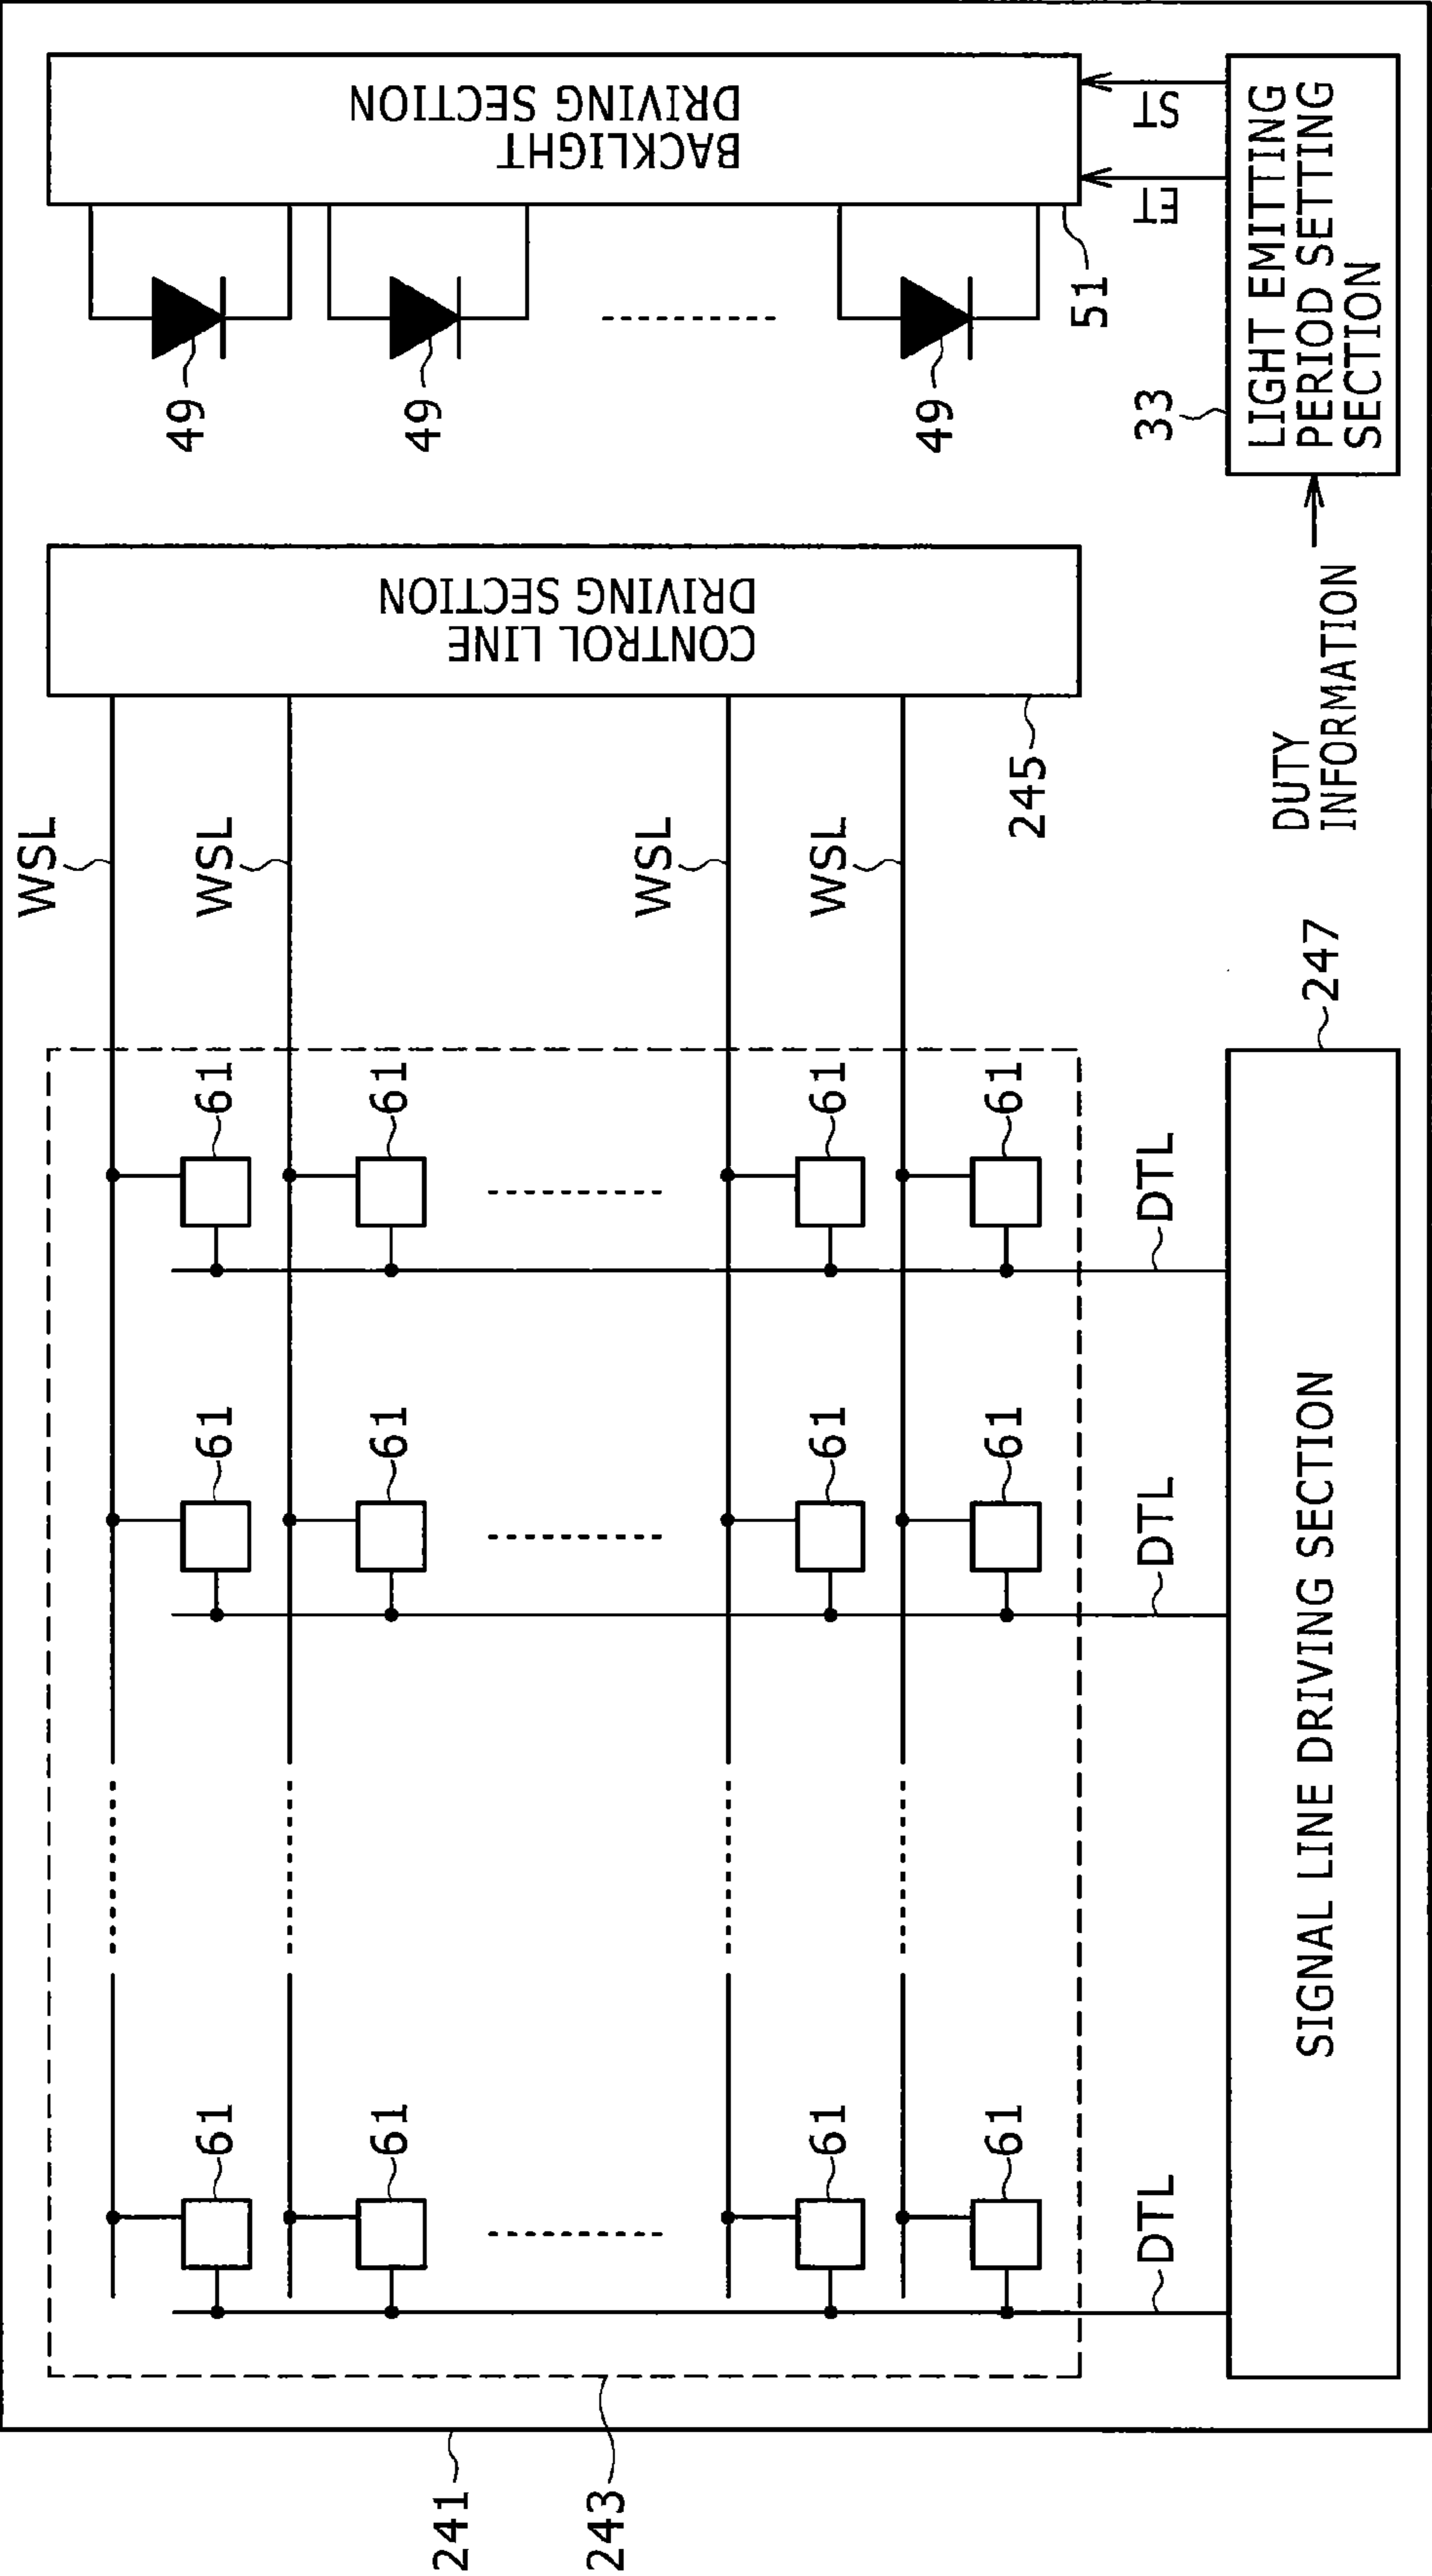 241
243
WSL
WSL
WSL
WSL
61
61
61
61
61
61
61
61
61
61
61
61
DTL
DTL
DTL
SIGNAL LINE DRIVING SECTION
247
CONTROL LINE
DRIVING SECTION
245
49
49
49
BACKLIGHT
DRIVING SECTION
51
ET
ST
33
LIGHT EMITTING
PERIOD SETTING
SECTION
DUTY
INFORMATION